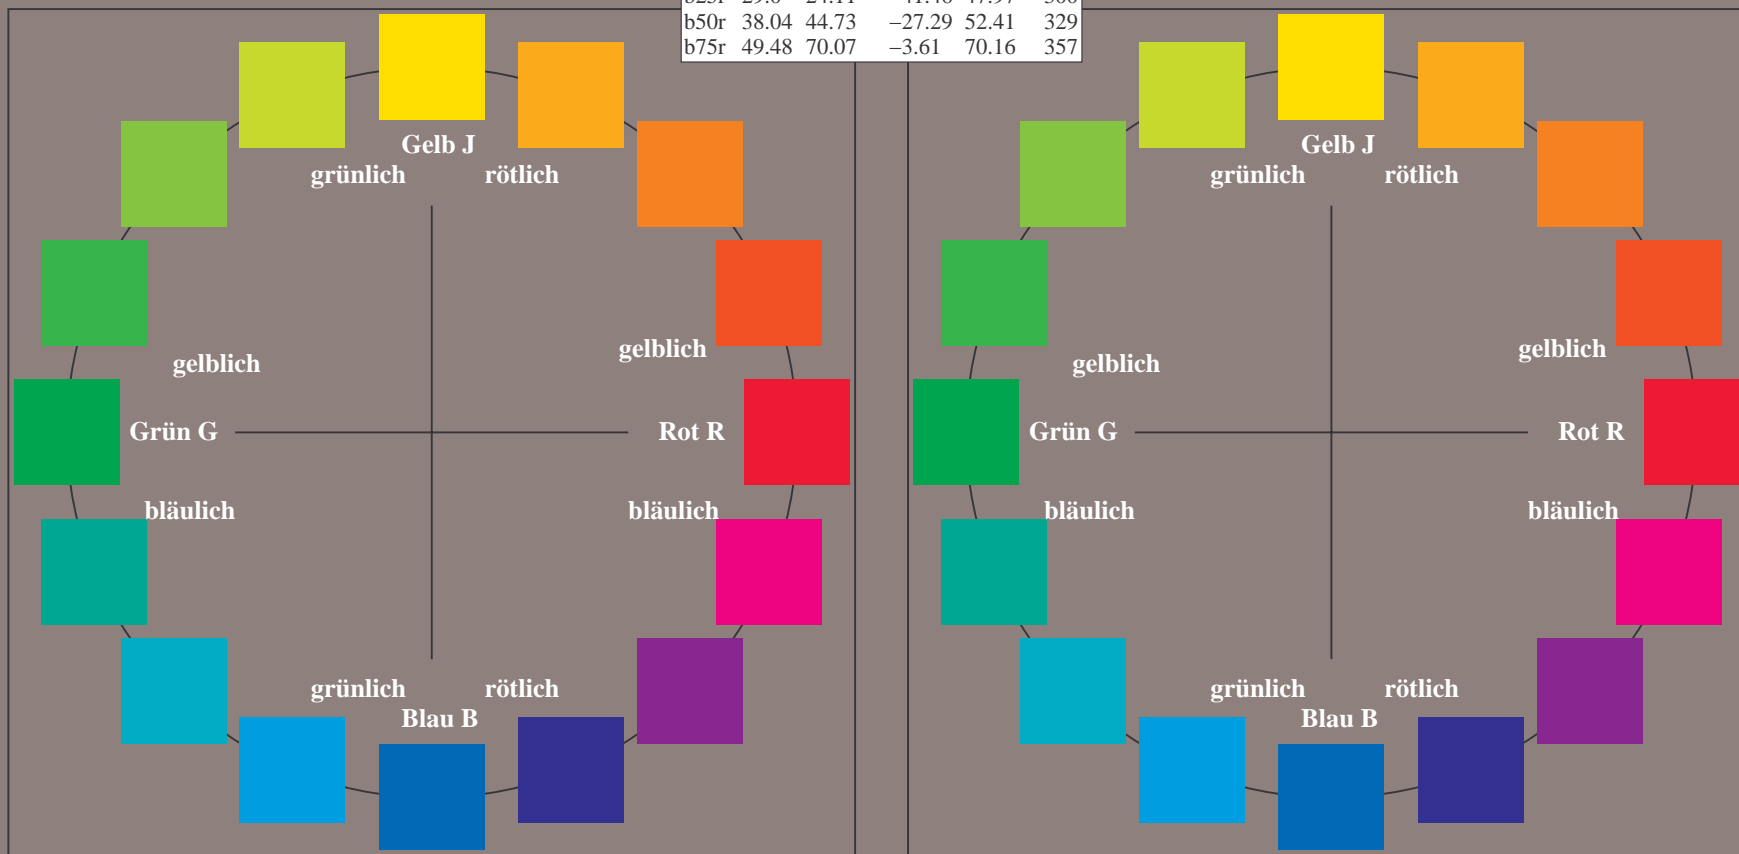 b50r 38.04 44.73 −27.29 52.41 329
b75r 49.48 70.07 −3.61 70.16 357
Gelb J
grünlich rötlich
gelblich
gelblich
Grün G
Rot R
bläulich
bläulich
grünlich rötlich
Blau B
Gelb J
grünlich rötlich
gelblich
gelblich
Grün G
Rot R
bläulich
bläulich
grünlich rötlich
Blau B